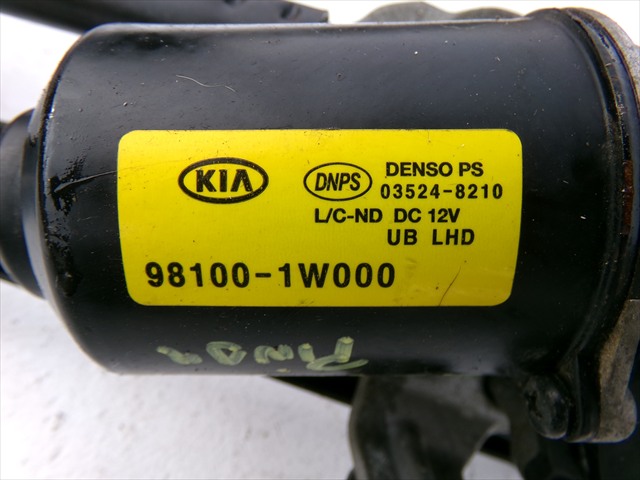 KIA
DNPS
DENSO PS
03524-8210
L/C-ND DC 12V
UB LHD
98100-1W000